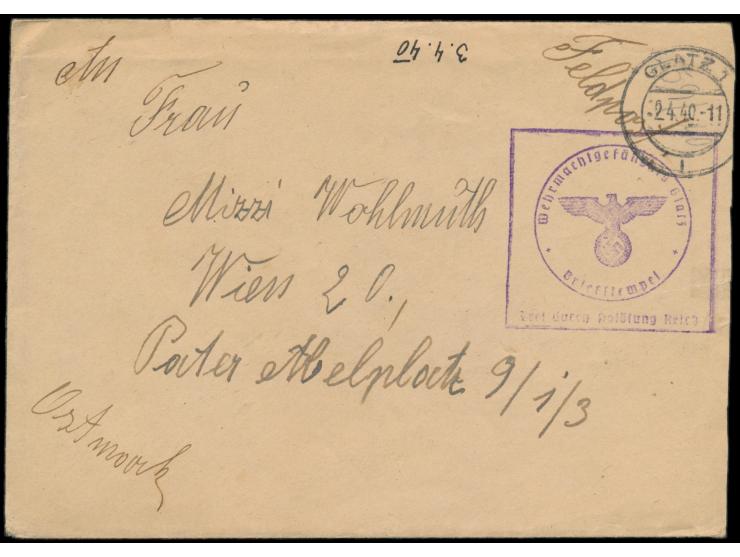 An
3.4.40
Feldpost
Frau
GLATZ 1
-2.4.40.-11
1
Wehrmachtgefängnis Glatz
Briefstempel
Frei durch Ablösung Reich
Mizzi Wohlmuth
Wien 20.,
Pater Abelplatz 9/1/3
Ostmark